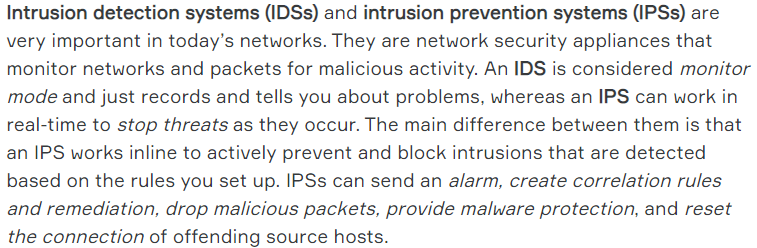 Intrusion detection systems (IDSs) and intrusion prevention systems (IPSs) are
very important in today's networks. They are network security appliances that
monitor networks and packets for malicious activity. An IDS is considered monitor
mode and just records and tells you about problems, whereas an IPS can work in
real-time to stop threats as they occur. The main difference between them is that
an IPS works inline to actively prevent and block intrusions that are detected
based on the rules you set up. IPSs can send an alarm, create correlation rules
and remediation, drop malicious packets, provide malware protection, and reset
the connection of offending source hosts.